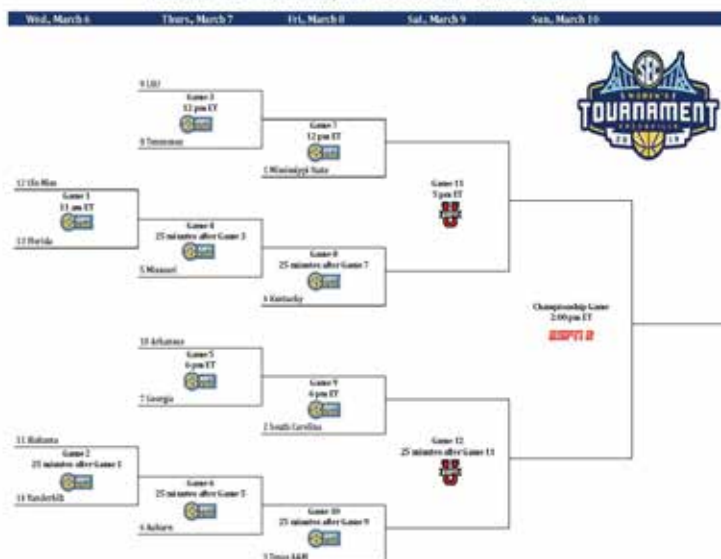 Wed, March 6
Thurs, March 7
Fri, March 8
Sat, March 9
Sun, March 10
SEC
WOMEN'S
TOURNAMENT
20 19
9 LSU
Game 3
12 pm ET
8 Tennessee
Game 7
12 pm ET
1 Mississippi State
12 Ole Miss
Game 1
11 am ET
13 Florida
Game 4
25 minutes after Game 3
5 Missouri
Game 8
25 minutes after Game 7
4 Kentucky
Game 11
5 pm ET
U
Championship Game
2:00 pm ET
ESPN 2
10 Arkansas
Game 5
6 pm ET
7 Georgia
Game 9
6 pm ET
2 South Carolina
11 Alabama
Game 2
25 minutes after Game 1
14 Vanderbilt
Game 6
25 minutes after Game 5
6 Auburn
Game 10
25 minutes after Game 9
3 Texas A&M
Game 12
25 minutes after Game 11
U